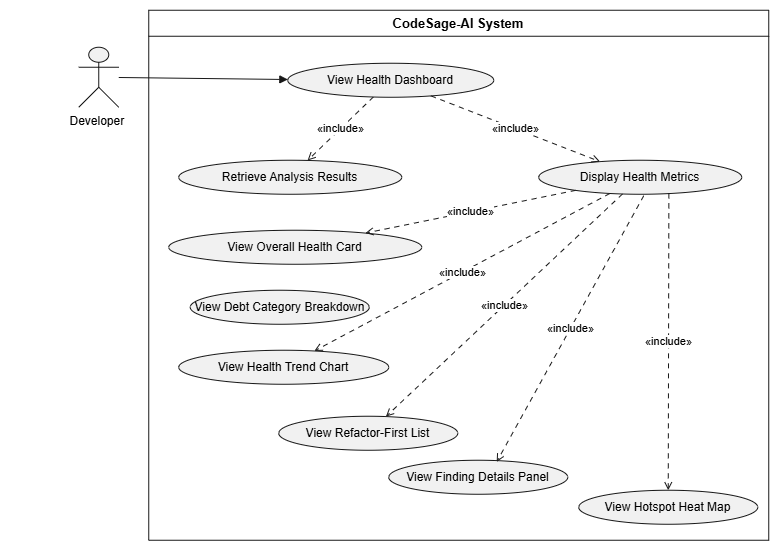 CodeSage-AI System
View Health Dashboard
Developer
«include»
«include»
Retrieve Analysis Results
Display Health Metrics
«include»
View Overall Health Card
«include»
View Debt Category Breakdown
«include»
«include»
«include»
View Health Trend Chart
View Refactor-First List
View Finding Details Panel
View Hotspot Heat Map